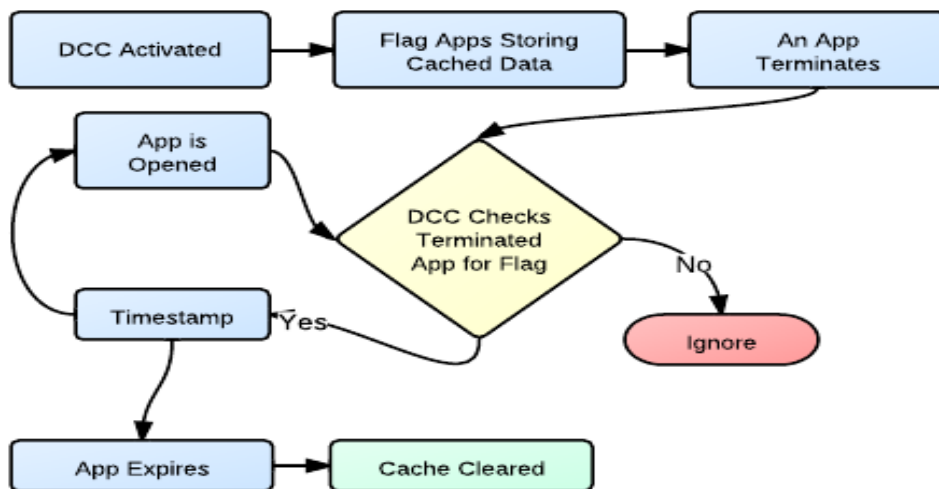 DCC Activated
Flag Apps Storing
Cached Data
An App
Terminates
App is
Opened
DCC Checks
Terminated
App for Flag
No
Timestamp
Yes
Ignore
App Expires
Cache Cleared